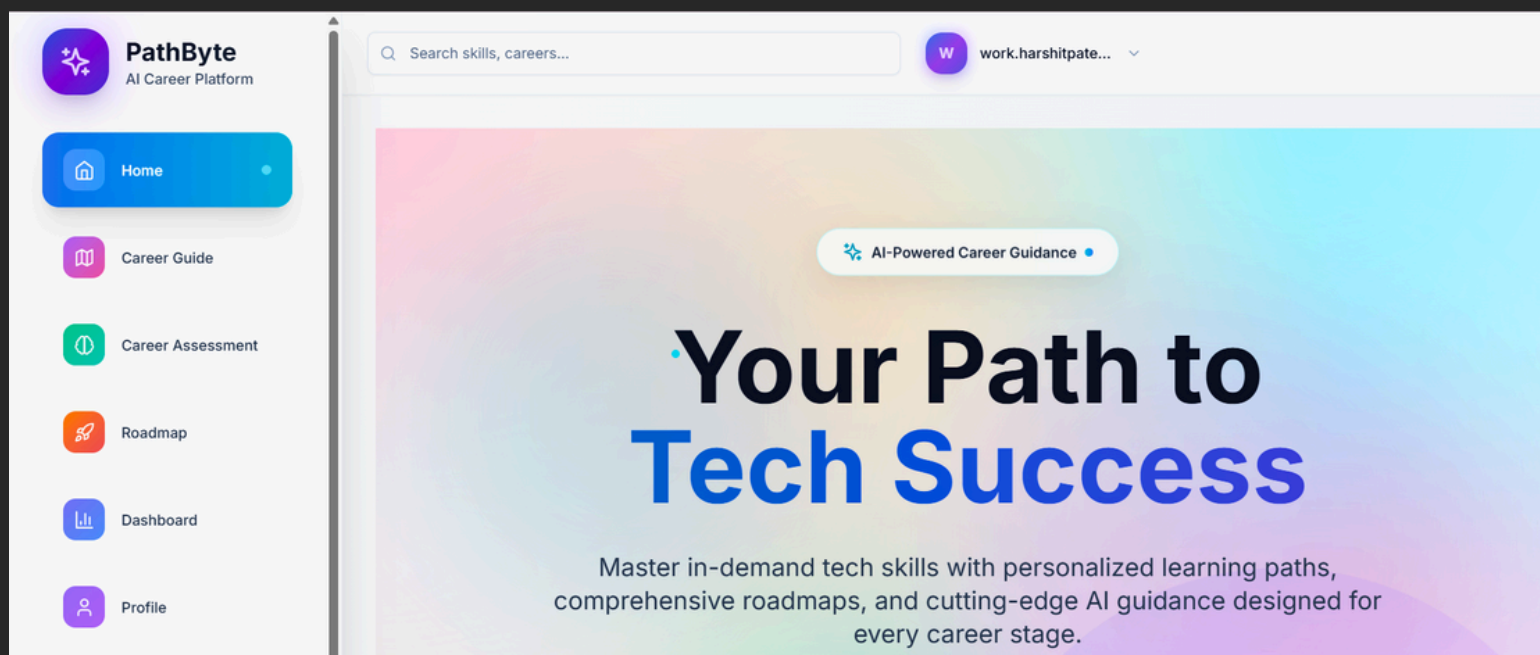 PathByte
AI Career Platform
Home
Career Guide
Career Assessment
Roadmap
Dashboard
Profile
Search skills, careers...
W
work.harshitpate...
AI-Powered Career Guidance
Your Path to
Tech Success
Master in-demand tech skills with personalized learning paths,
comprehensive roadmaps, and cutting-edge AI guidance designed for
every career stage.